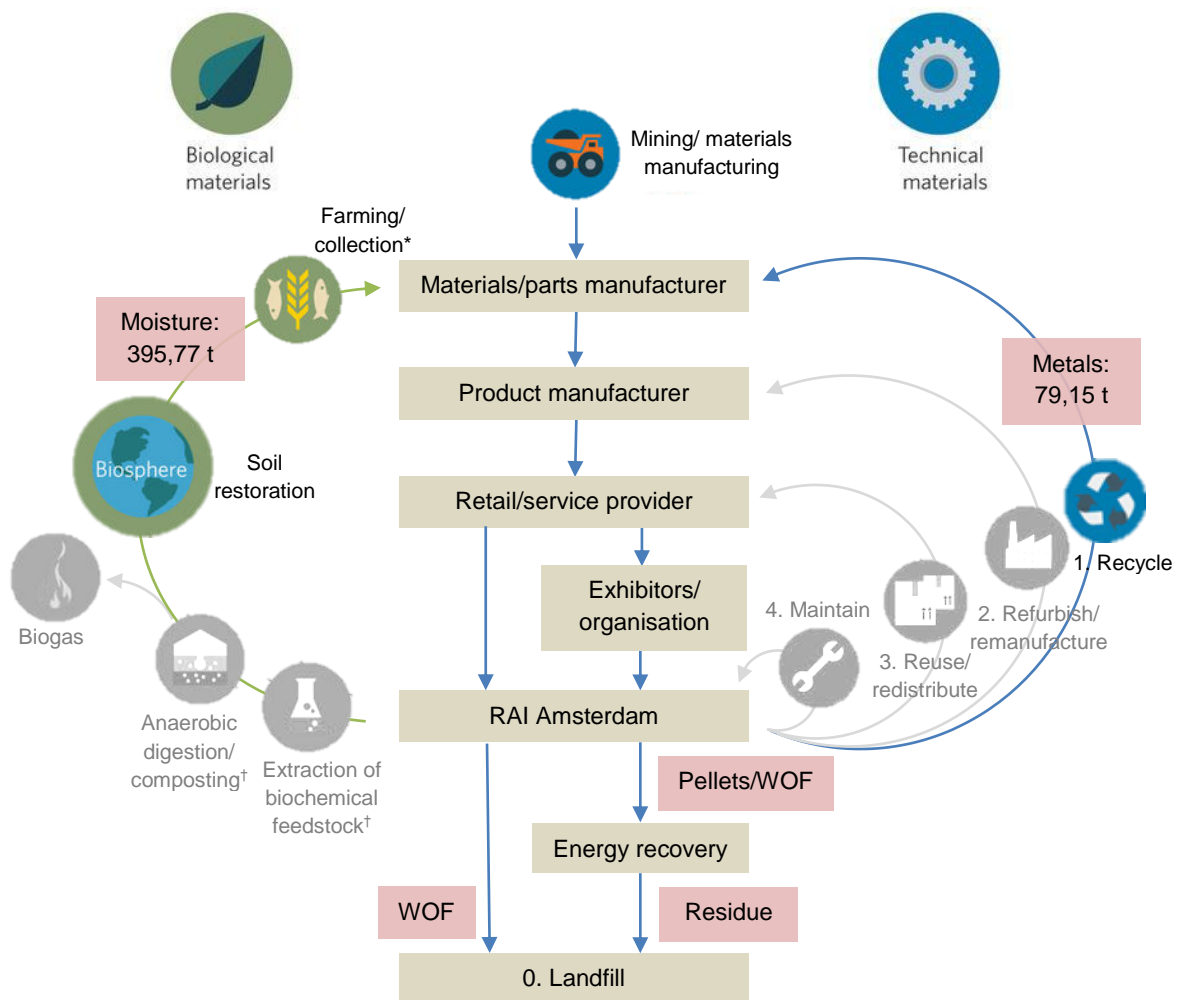 Biological
materials
Mining/ materials
manufacturing
Technical
materials
Farming/
collection*
Materials/parts manufacturer
Moisture:
395,77 t
Metals:
79,15 t
Product manufacturer
Biosphere
Soil
restoration
Retail/service provider
1. Recycle
Exhibitors/
organisation
4. Maintain
2. Refurbish/
remanufacture
3. Reuse/
redistribute
Biogas
RAI Amsterdam
Anaerobic
digestion/
composting†
Extraction of
biochemical
feedstock†
Pellets/WOF
Energy recovery
WOF
Residue
0. Landfill